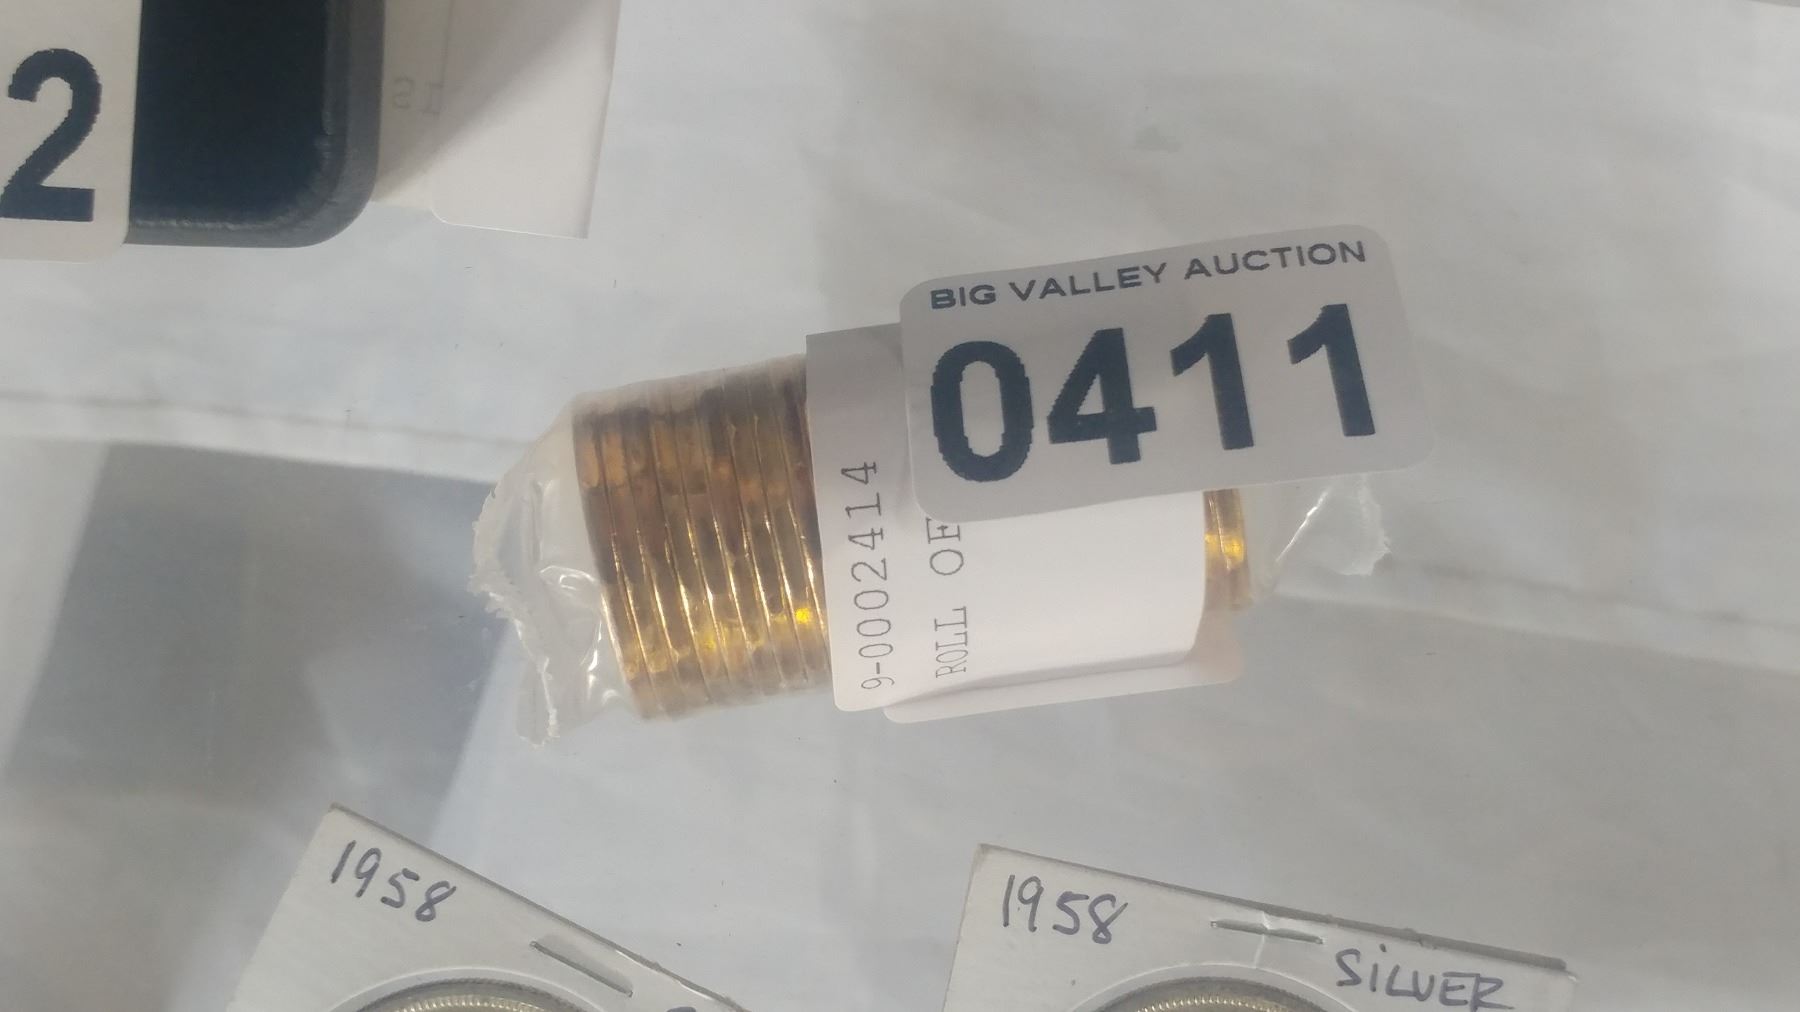 2
BIG VALLEY AUCTION
0411
9-0002414
ROLL OF
1958
1958
SILVER